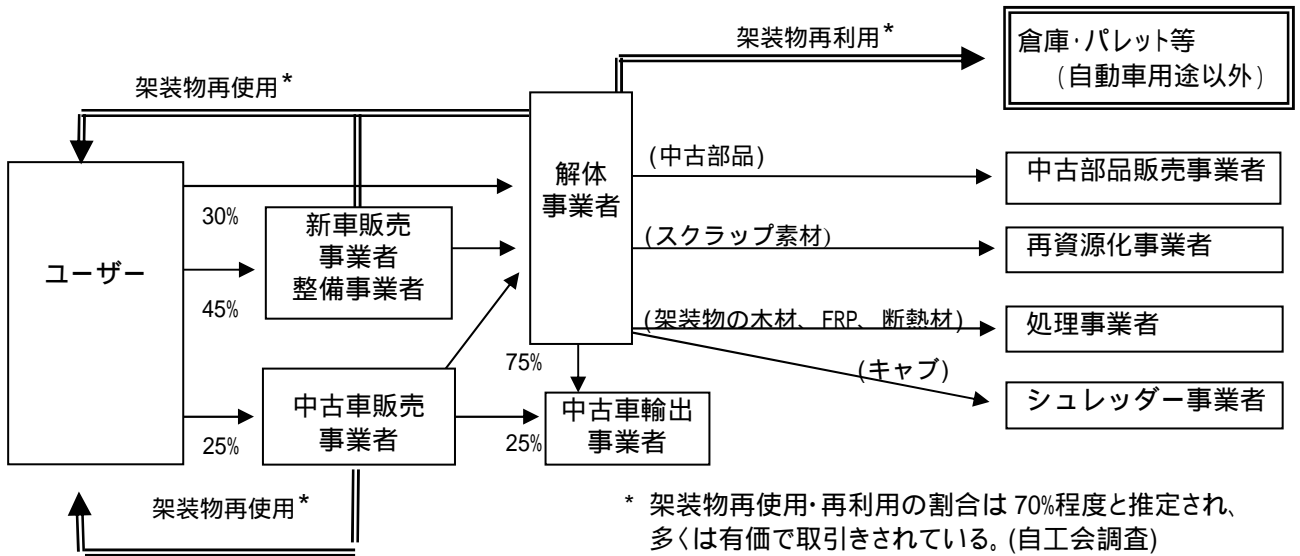 架装物再利用*
倉庫・パレット等
(自動車用途以外)
架装物再使用*
解体
事業者
(中古部品)
中古部品販売事業者
30%
新車販売
事業者
整備事業者
(スクラップ素材)
再資源化事業者
ユーザー
45%
(架装物の木材、FRP、断熱材)
処理事業者
75%
(キャブ)
シュレッダー事業者
中古車販売
事業者
25%
25%
中古車輸出
事業者
架装物再使用*
* 架装物再使用・再利用の割合は 70%程度と推定され、
多くは有価で取引きされている。(自工会調査)